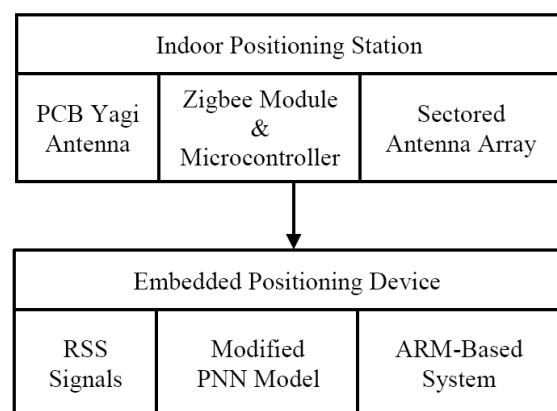 Indoor Positioning Station
PCB Yagi
Antenna
Zigbee Module
&
Microcontroller
Sectored
Antenna Array
Embedded Positioning Device
RSS
Signals
Modified
PNN Model
ARM-Based
System